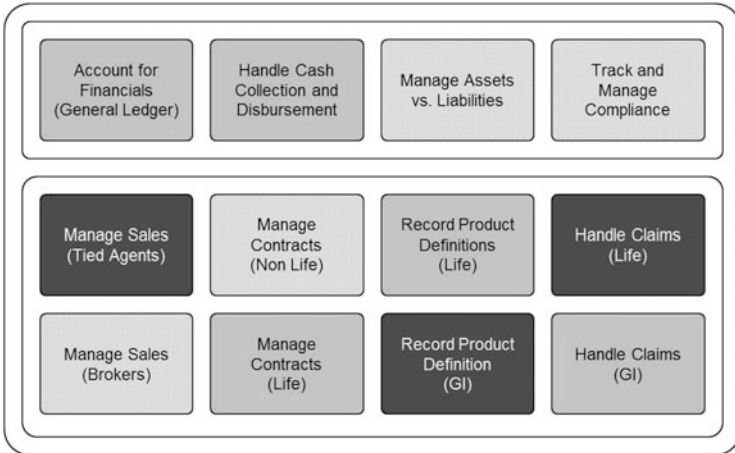 Account for
Financials
(General Ledger)
Handle Cash
Collection and
Disbursement
Manage Assets
vs. Liabilities
Track and
Manage
Compliance
Manage Sales
(Tied Agents)
Manage
Contracts
(Non Life)
Record Product
Definitions
(Life)
Handle Claims
(Life)
Manage Sales
(Brokers)
Manage
Contracts
(Life)
Record Product
Definition
(GI)
Handle Claims
(GI)